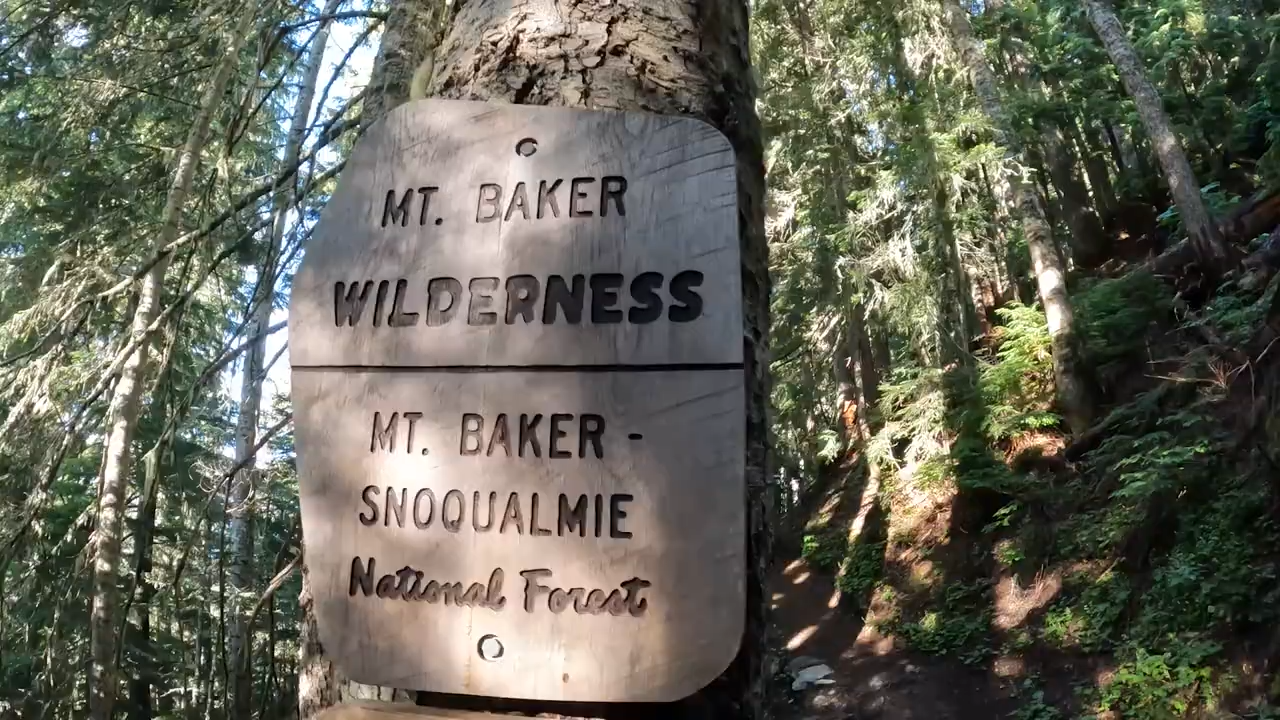 MT. BAKER
WILDERNESS
MT. BAKER -
SNOQUALMIE
National Forest